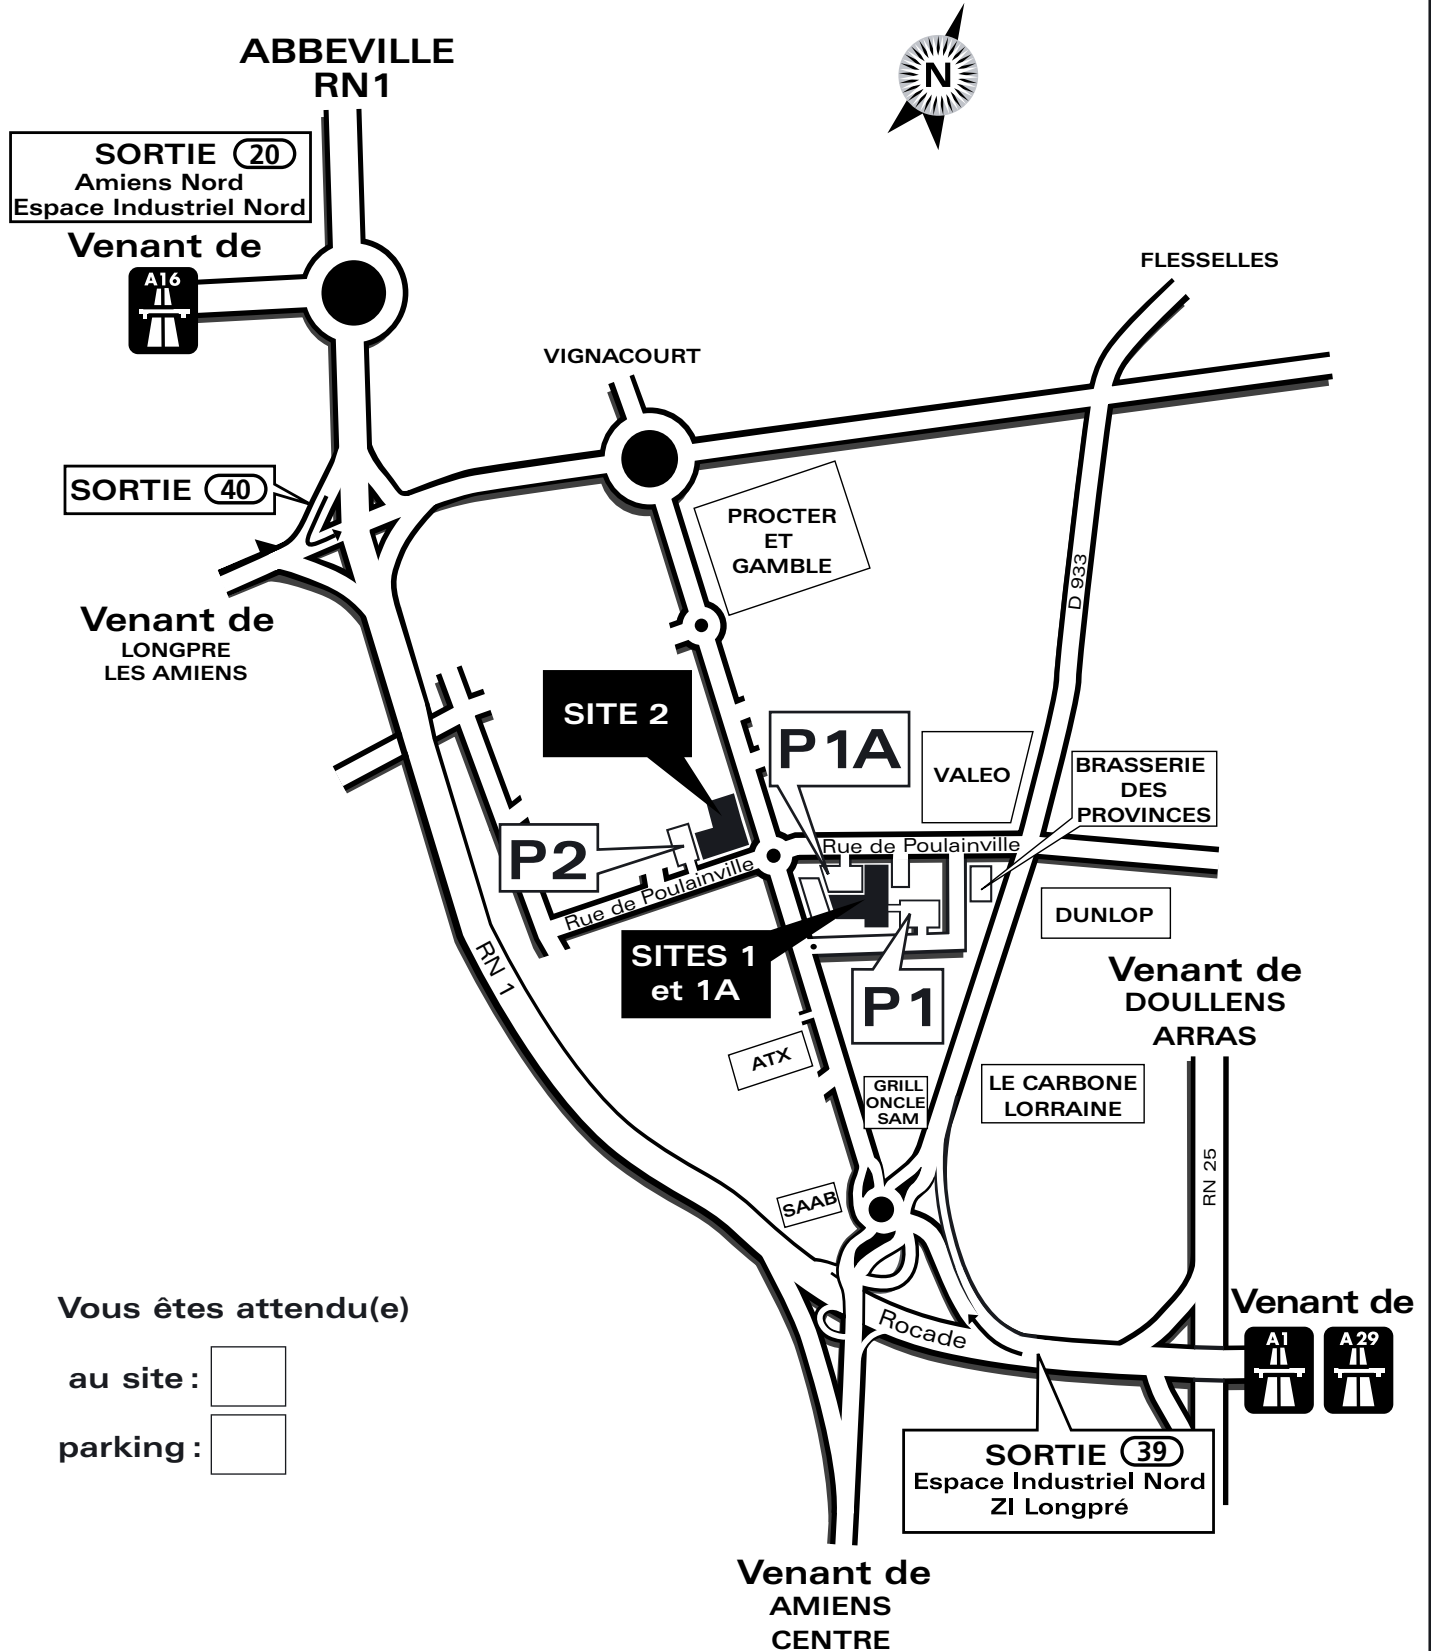 ABBEVILLE
RN1
N
SORTIE 20
Amiens Nord
Espace Industriel Nord
Venant de
A16
FLESSELLES
VIGNACOURT
SORTIE 40
PROCTER
ET
GAMBLE
D 933
Venant de
LONGPRE
LES AMIENS
SITE 2
P1A
VALEO
BRASSERIE
DES
PROVINCES
P2
Rue de Poulainville
Rue de Poulainville
DUNLOP
SITES 1
et 1A
P1
RN 1
Venant de
DOULLENS
ARRAS
ATX
GRILL
ONCLE
SAM
LE CARBONE
LORRAINE
RN 25
SAAB
Vous êtes attendu(e)
au site :
parking :
Rocade
Venant de
A1
A29
SORTIE 39
Espace Industriel Nord
ZI Longpré
Venant de
AMIENS
CENTRE